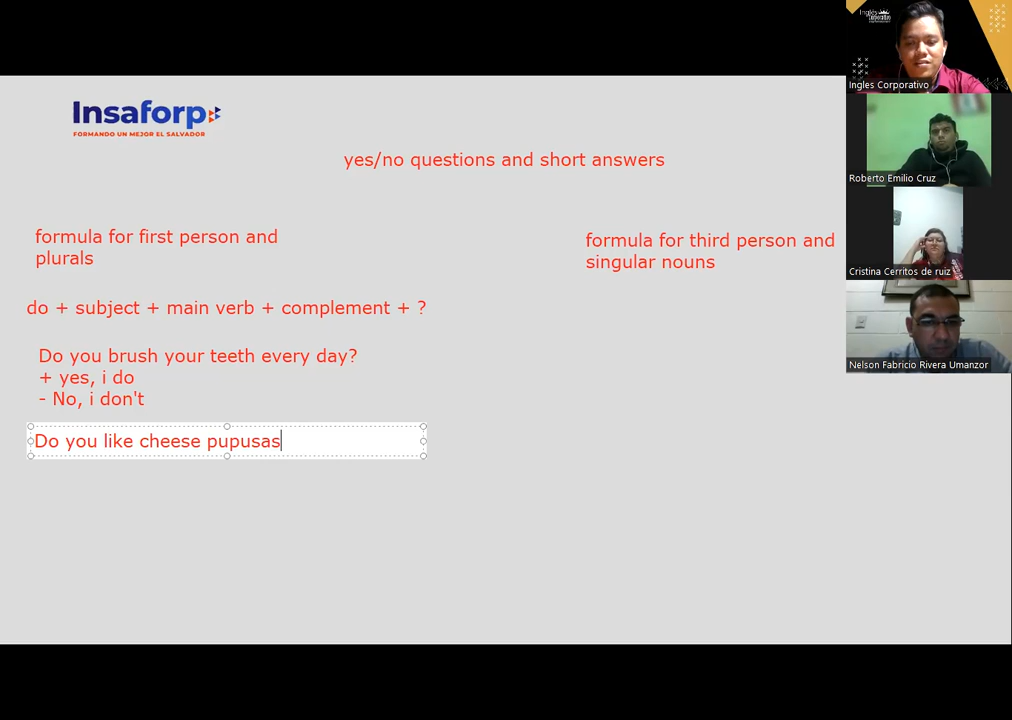 Insaforp
FORMANDO UN MEJOR EL SALVADOR
yes/no questions and short answers
formula for first person and
plurals
do + subject + main verb + complement + ?
Do you brush your teeth every day?
+ yes, i do
- No, i don't
Do you like cheese pupusas
formula for third person and
singular nouns
Inglés
Corporativo
Ingles Corporativo
Roberto Emilio Cruz
Cristina Cerritos de ruiz
Nelson Fabricio Rivera Umanzor